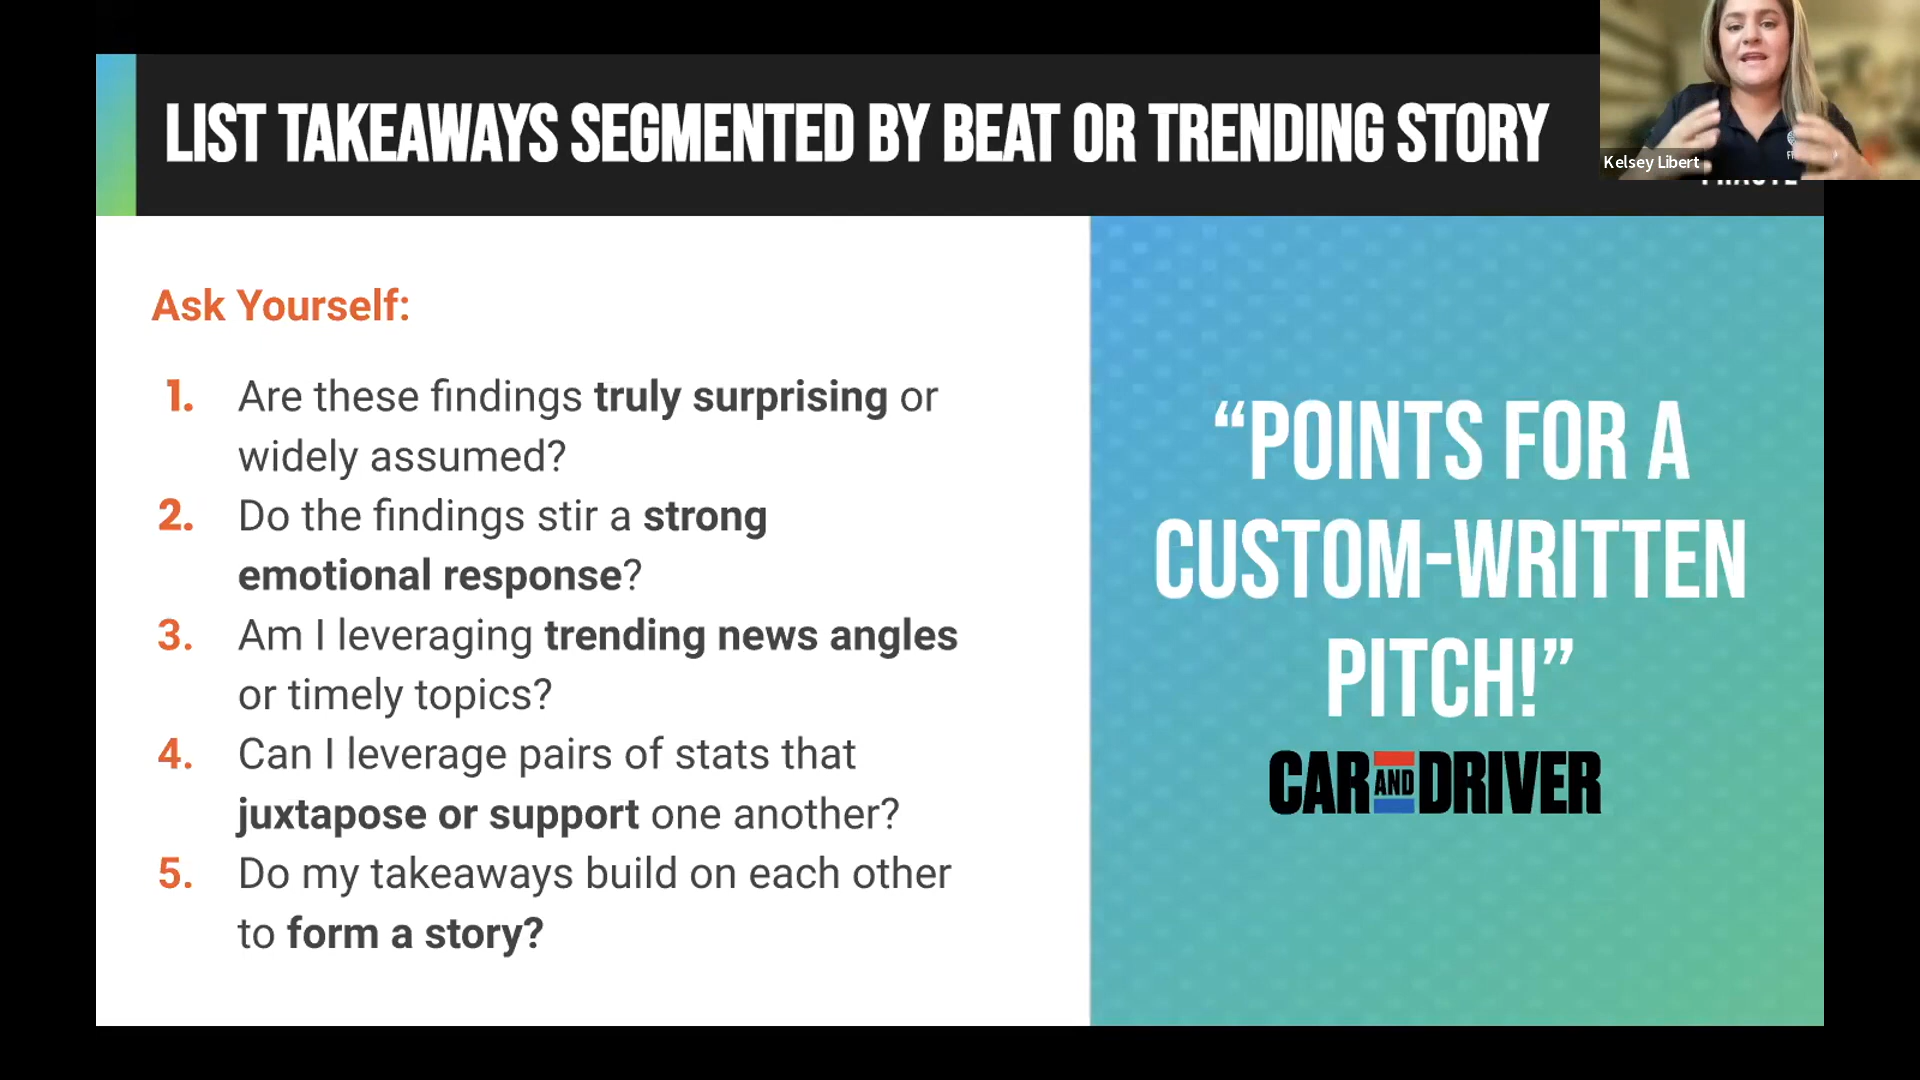 LIST TAKEAWAYS SEGMENTED BY BEAT OR TRENDING STORY
Kelsey Libert
Ask Yourself:
1. Are these findings truly surprising or
widely assumed?
2. Do the findings stir a strong
emotional response?
3. Am I leveraging trending news angles
or timely topics?
4. Can I leverage pairs of stats that
juxtapose or support one another?
5. Do my takeaways build on each other
to form a story?
“POINTS FOR A
CUSTOM-WRITTEN
PITCH!”
CAR AND DRIVER